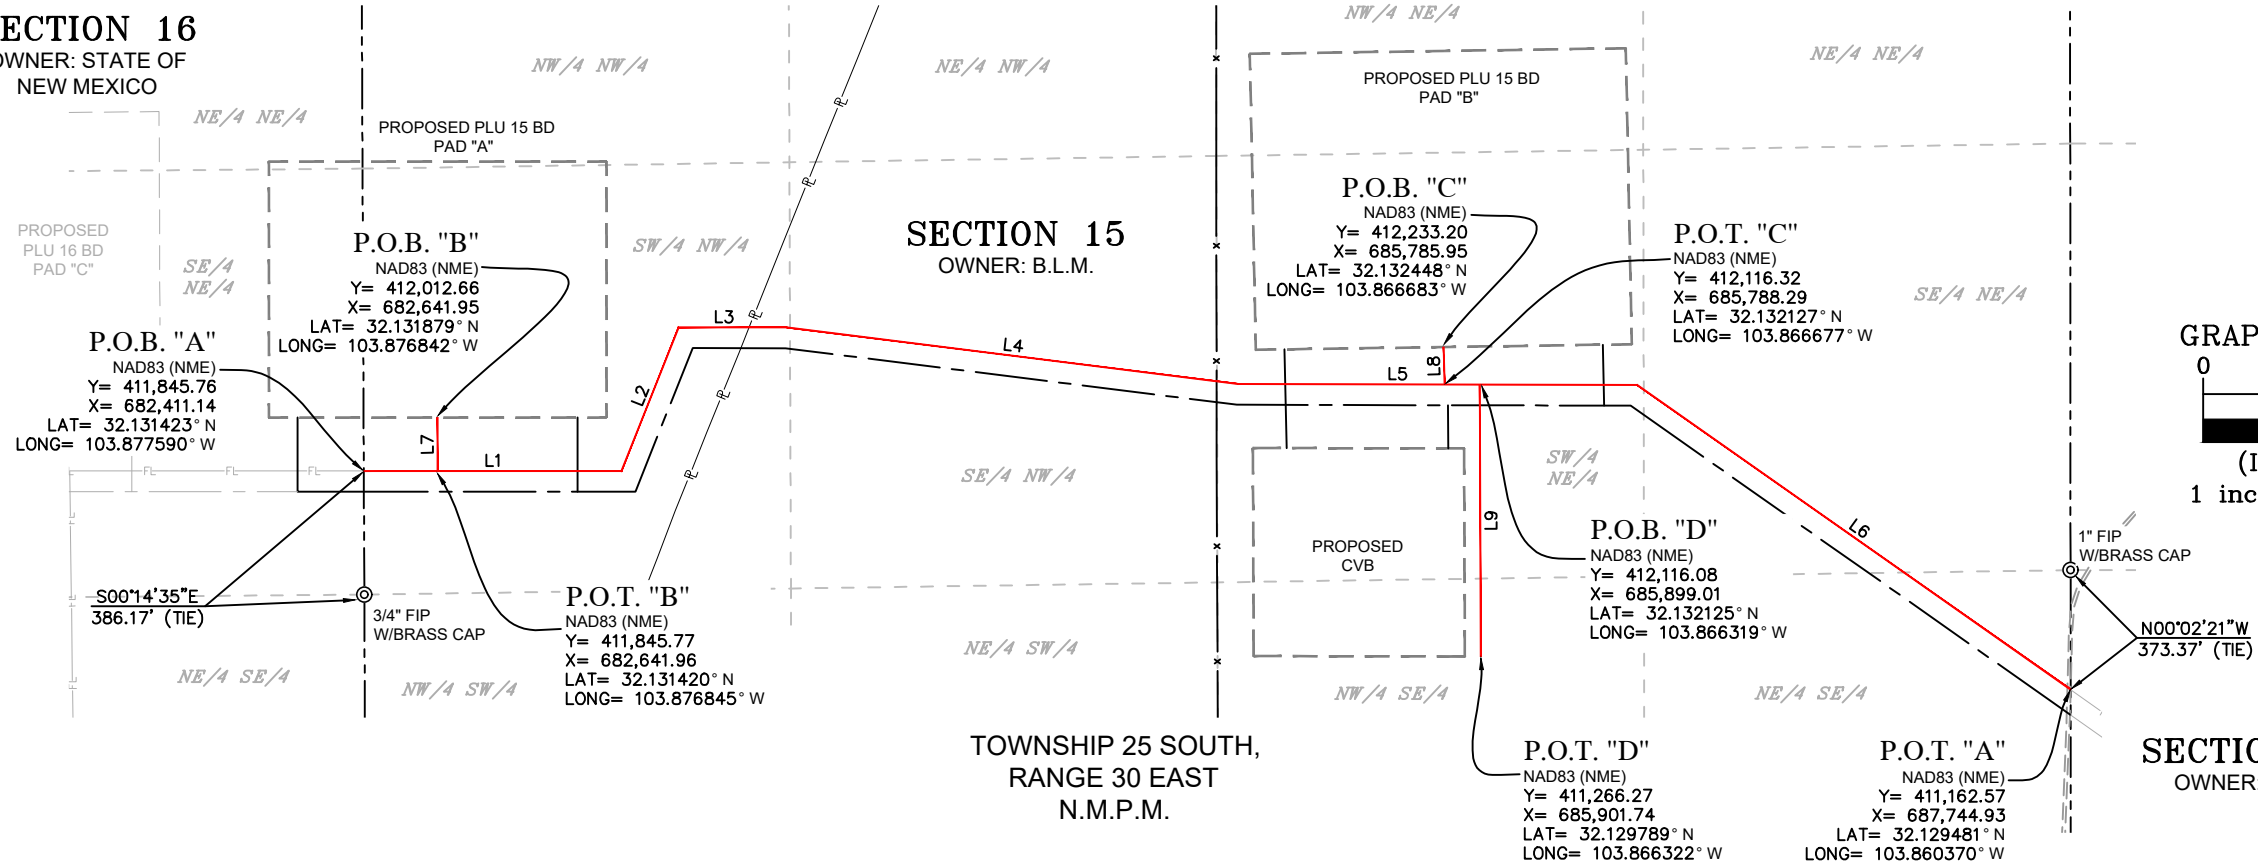 ECTION 16
OWNER: STATE OF
NEW MEXICO
NE/4 NE/4
NW/4 NW/4
NE/4 NW/4
NW/4 NE/4
NE/4 NE/4
PROPOSED PLU 15 BD
PAD "A"
PROPOSED PLU 15 BD
PAD "B"
PROPOSED
PLU 16 BD
PAD "C"
SE/4
NE/4
SW/4 NW/4
SECTION 15
OWNER: B.L.M.
SE/4 NE/4
P.O.B. "B"
NAD83 (NME)
Y= 412,012.66
X= 682,641.95
LAT= 32.131879° N
LONG= 103.876842° W
P.O.B. "C"
NAD83 (NME)
Y= 412,233.20
X= 685,785.95
LAT= 32.132448° N
LONG= 103.866683° W
P.O.T. "C"
NAD83 (NME)
Y= 412,116.32
X= 685,788.29
LAT= 32.132127° N
LONG= 103.866677° W
P.O.B. "A"
NAD83 (NME)
Y= 411,845.76
X= 682,411.14
LAT= 32.131423° N
LONG= 103.877590° W
L1
L2
L3
L4
L5
L6
L7
L8
L9
PL
PL
PL
PL
PL
FL
FL
FL
FL
FL
FL
GRAP
0
(I
1 inc
SE/4 NW/4
SW/4
NE/4
PROPOSED
CVB
P.O.B. "D"
NAD83 (NME)
Y= 412,116.08
X= 685,899.01
LAT= 32.132125° N
LONG= 103.866319° W
1" FIP
W/BRASS CAP
S00°14'35"E
386.17' (TIE)
3/4" FIP
W/BRASS CAP
P.O.T. "B"
NAD83 (NME)
Y= 411,845.77
X= 682,641.96
LAT= 32.131420° N
LONG= 103.876845° W
N00°02'21"W
373.37' (TIE)
NE/4 SE/4
NW/4 SW/4
NE/4 SW/4
NW/4 SE/4
NE/4 SE/4
TOWNSHIP 25 SOUTH,
RANGE 30 EAST
N.M.P.M.
P.O.T. "D"
NAD83 (NME)
Y= 411,266.27
X= 685,901.74
LAT= 32.129789° N
LONG= 103.866322° W
P.O.T. "A"
NAD83 (NME)
Y= 411,162.57
X= 687,744.93
LAT= 32.129481° N
LONG= 103.860370° W
SECTIO
OWNER: